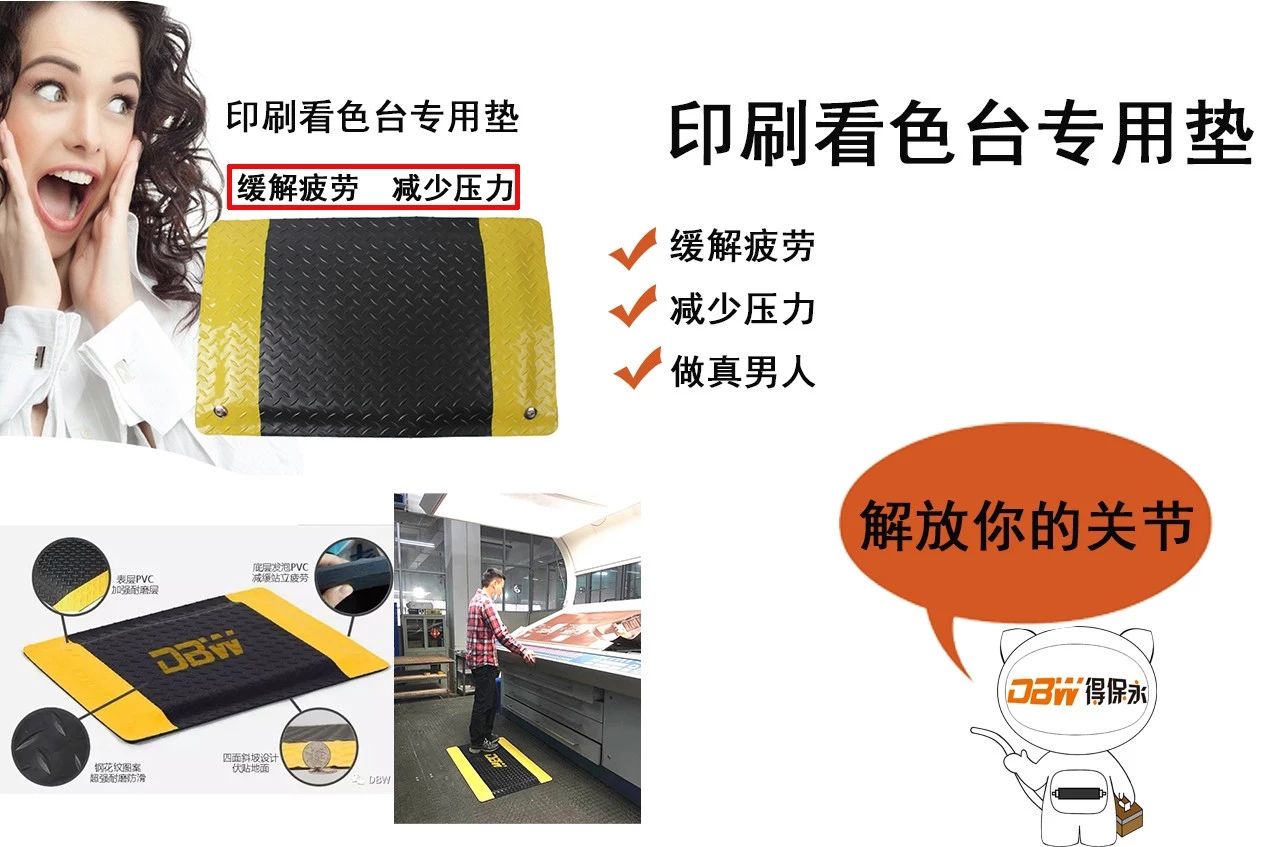 印刷看色台专用垫
缓解疲劳 减少压力
印刷看色台专用垫
缓解疲劳
减少压力
做真男人
解放你的关节
DBW得保永
表层PVC
加强耐磨层
底层发泡PVC
减缓站立疲劳
DBW
钢花纹图案
超强耐磨防滑
四面斜坡设计
伏贴地面
DBW
DBW